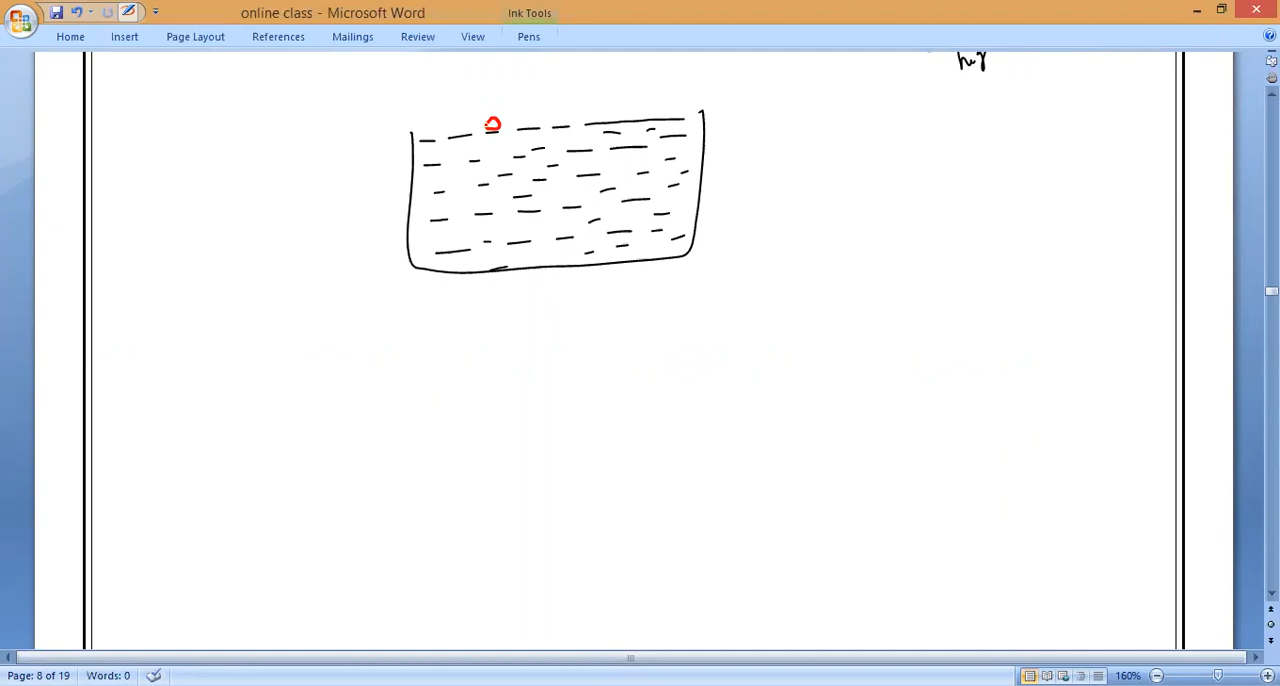 online class - Microsoft Word
Ink Tools
Home Insert Page Layout References Mailings Review View Pens
Page: 8 of 19 Words: 0 160%